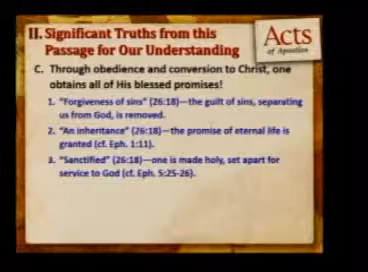 II. Significant Truths from this
Passage for Our Understanding
Acts
of Apostles
C. Through obedience and conversion to Christ, one
obtains all of His blessed promises!
1. "Forgiveness of sins" (26:18)—the guilt of sins, separating
us from God, is removed.
2. "An inheritance" (26:18)—the promise of eternal life is
granted (cf. Eph. 1:11).
3. "Sanctified" (26:18)—one is made holy, set apart for
service to God (cf. Eph. 5:25-26).